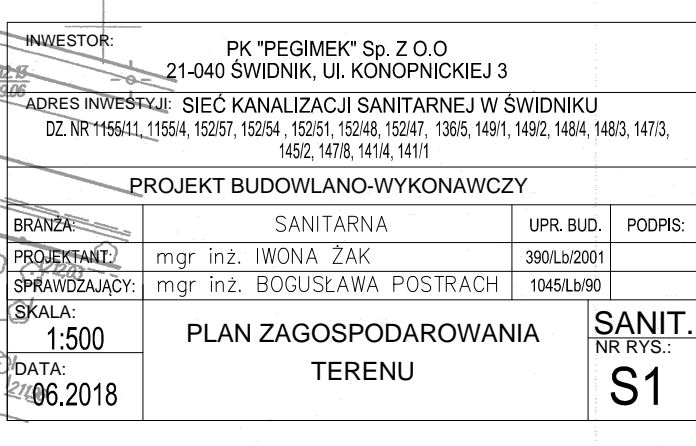 INWESTOR:
PK "PEGIMEK" Sp. Z O.O
21-040 ŚWIDNIK, Ul. KONOPNICKIEJ 3
ADRES INWESTYJI: SIEĆ KANALIZACJI SANITARNEJ W ŚWIDNIKU
DZ. NR 1155/11, 1155/4, 152/57, 152/54 , 152/51, 152/48, 152/47, 136/5, 149/1, 149/2, 148/4, 148/3, 147/3,
145/2, 147/8, 141/4, 141/1
PROJEKT BUDOWLANO-WYKONAWCZY
BRANŻA: SANITARNA UPR. BUD. PODPIS:
PROJEKTANT: mgr inż. IWONA ŻAK 390/Lb/2001
SPRAWDZAJĄCY: mgr inż. BOGUSŁAWA POSTRACH 1045/Lb/90
SKALA:
1:500
PLAN ZAGOSPODAROWANIA
TERENU
SANIT.
NR RYS.:
S1
DATA:
06.2018